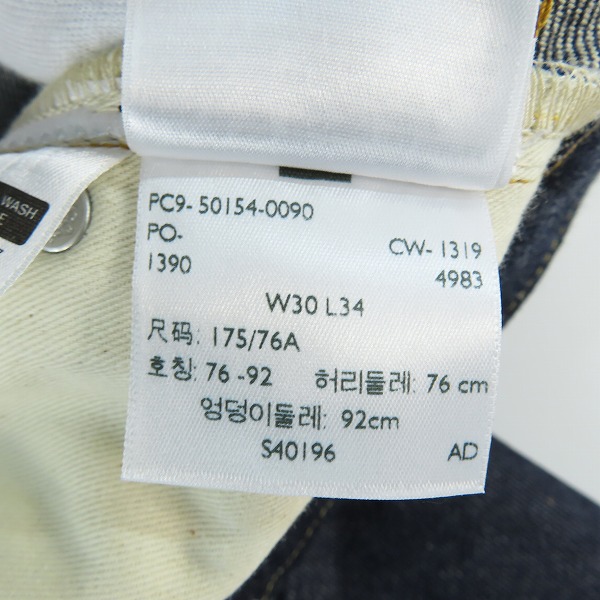 WASH
PC9- 50154-0090
PO-
1390
CW- 1319
4983
W30 L34
尺码: 175/76A
호칭: 76 -92 허리둘레: 76 cm
엉덩이둘레: 92cm
S40196 AD